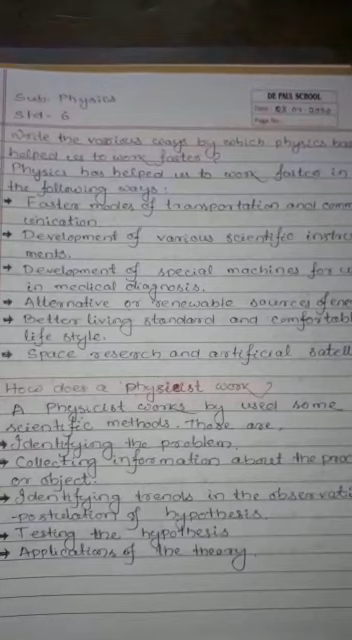 Sub: Physics
DE PAUL SCHOOL
Std - 6
Date:
Page No.:
Write the various ways by which physics has
helped us to work faster ?
Physics has helped us to work faster in
the following ways:
→ Faster modes of transportation and comm
unication.
→ Development of various scientific instru
ments.
→ Development of special machines for u
in medical diagnosis.
→ Alternative or renewable sources of ener
→ Better living standard and comfortabl
life style.
→ Space research and artificial satell
How does a physicist work ?
A Physicist works by used some
scientific methods. These are,
→ Identifying the problem.
→ Collecting information about the
or object.
→ Identifying trends in the observati
-postulation of hypothesis.
→ Testing the hypothesis
→ Applications of the theory.